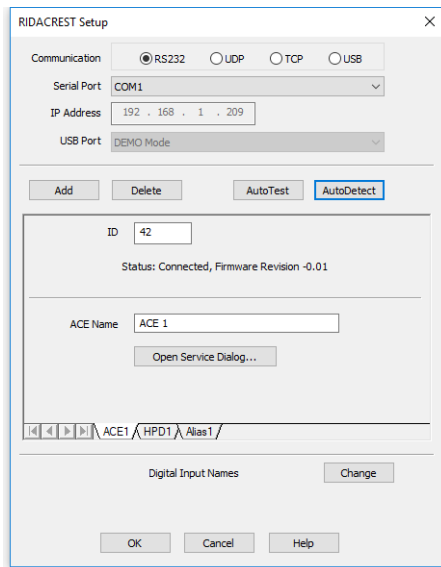 RIDACREST Setup
Communication RS232 UDP TCP USB
Serial Port COM1
IP Address 192 . 168 . 1 . 209
USB Port DEMO Mode
Add Delete AutoTest AutoDetect
ID 42
Status: Connected, Firmware Revision -0.01
ACE Name ACE 1
Open Service Dialog...
ACE1 HPD1 Alias1
Digital Input Names Change
OK Cancel Help